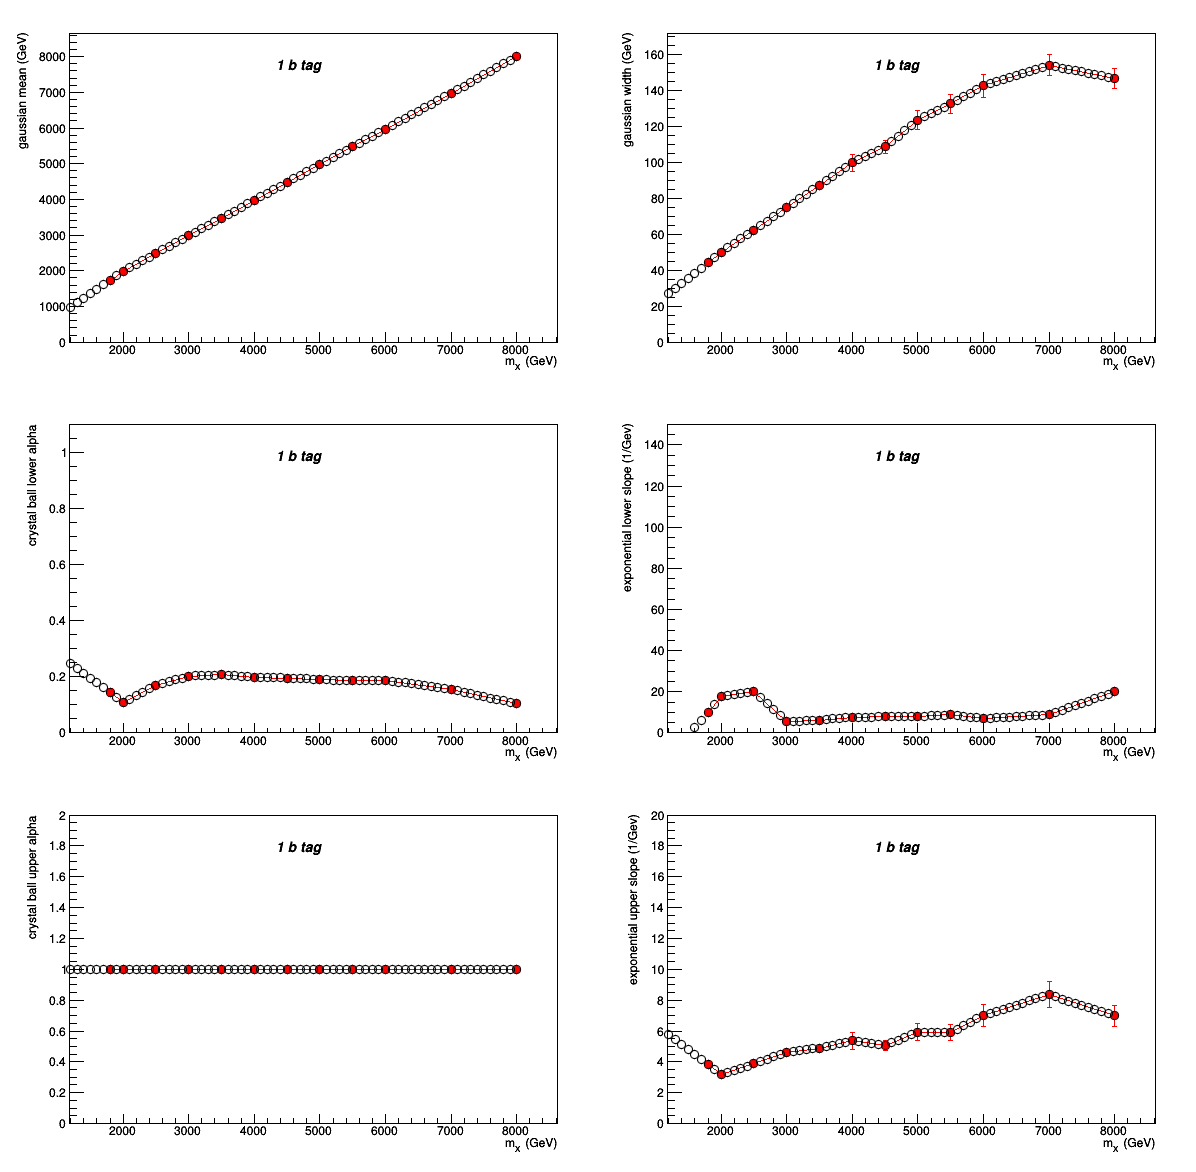 gaussian mean (GeV)
1 b tag
8000
7000
6000
5000
4000
3000
2000
1000
0
2000 3000 4000 5000 6000 7000 8000
mx (GeV)
gaussian width (GeV)
1 b tag
160
140
120
100
80
60
40
20
0
2000 3000 4000 5000 6000 7000 8000
mx (GeV)
crystal ball lower alpha
1 b tag
1
0.8
0.6
0.4
0.2
0
2000 3000 4000 5000 6000 7000 8000
mx (GeV)
exponential lower slope (1/Gev)
1 b tag
140
120
100
80
60
40
20
0
2000 3000 4000 5000 6000 7000 8000
mx (GeV)
crystal ball upper alpha
1 b tag
2
1.8
1.6
1.4
1.2
1
0.8
0.6
0.4
0.2
0
2000 3000 4000 5000 6000 7000 8000
mx (GeV)
exponential upper slope (1/Gev)
1 b tag
20
18
16
14
12
10
8
6
4
2
0
2000 3000 4000 5000 6000 7000 8000
mx (GeV)